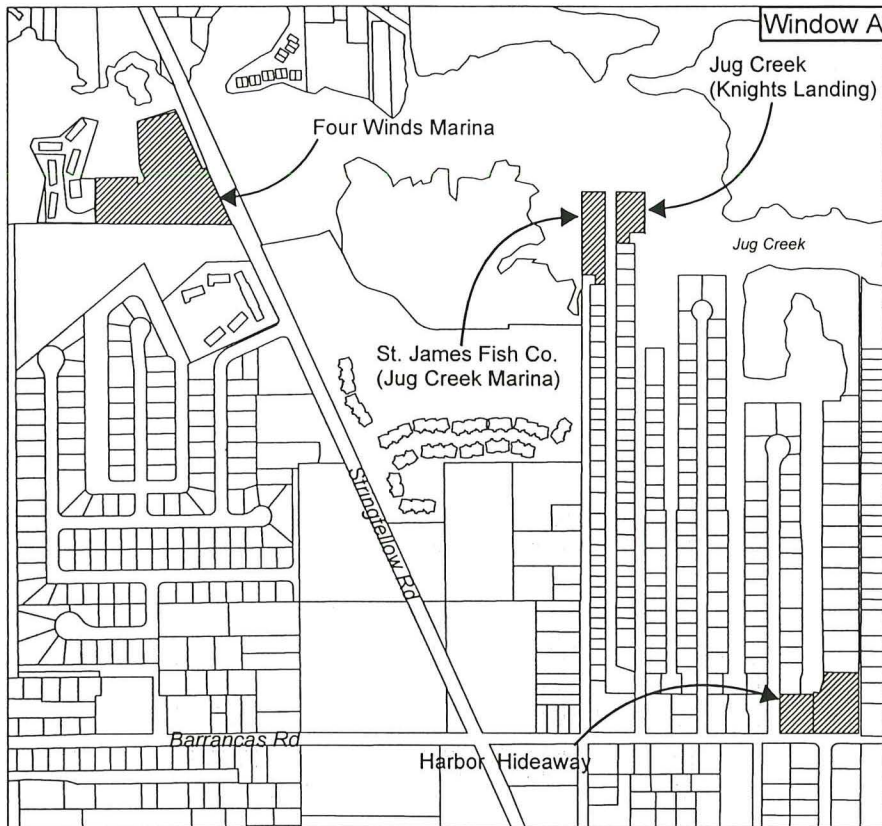 Window A
Jug Creek
(Knights Landing)
Four Winds Marina
Jug Creek
St. James Fish Co.
(Jug Creek Marina)
Stringfellow Rd
Barrancas Rd
Harbor Hideaway